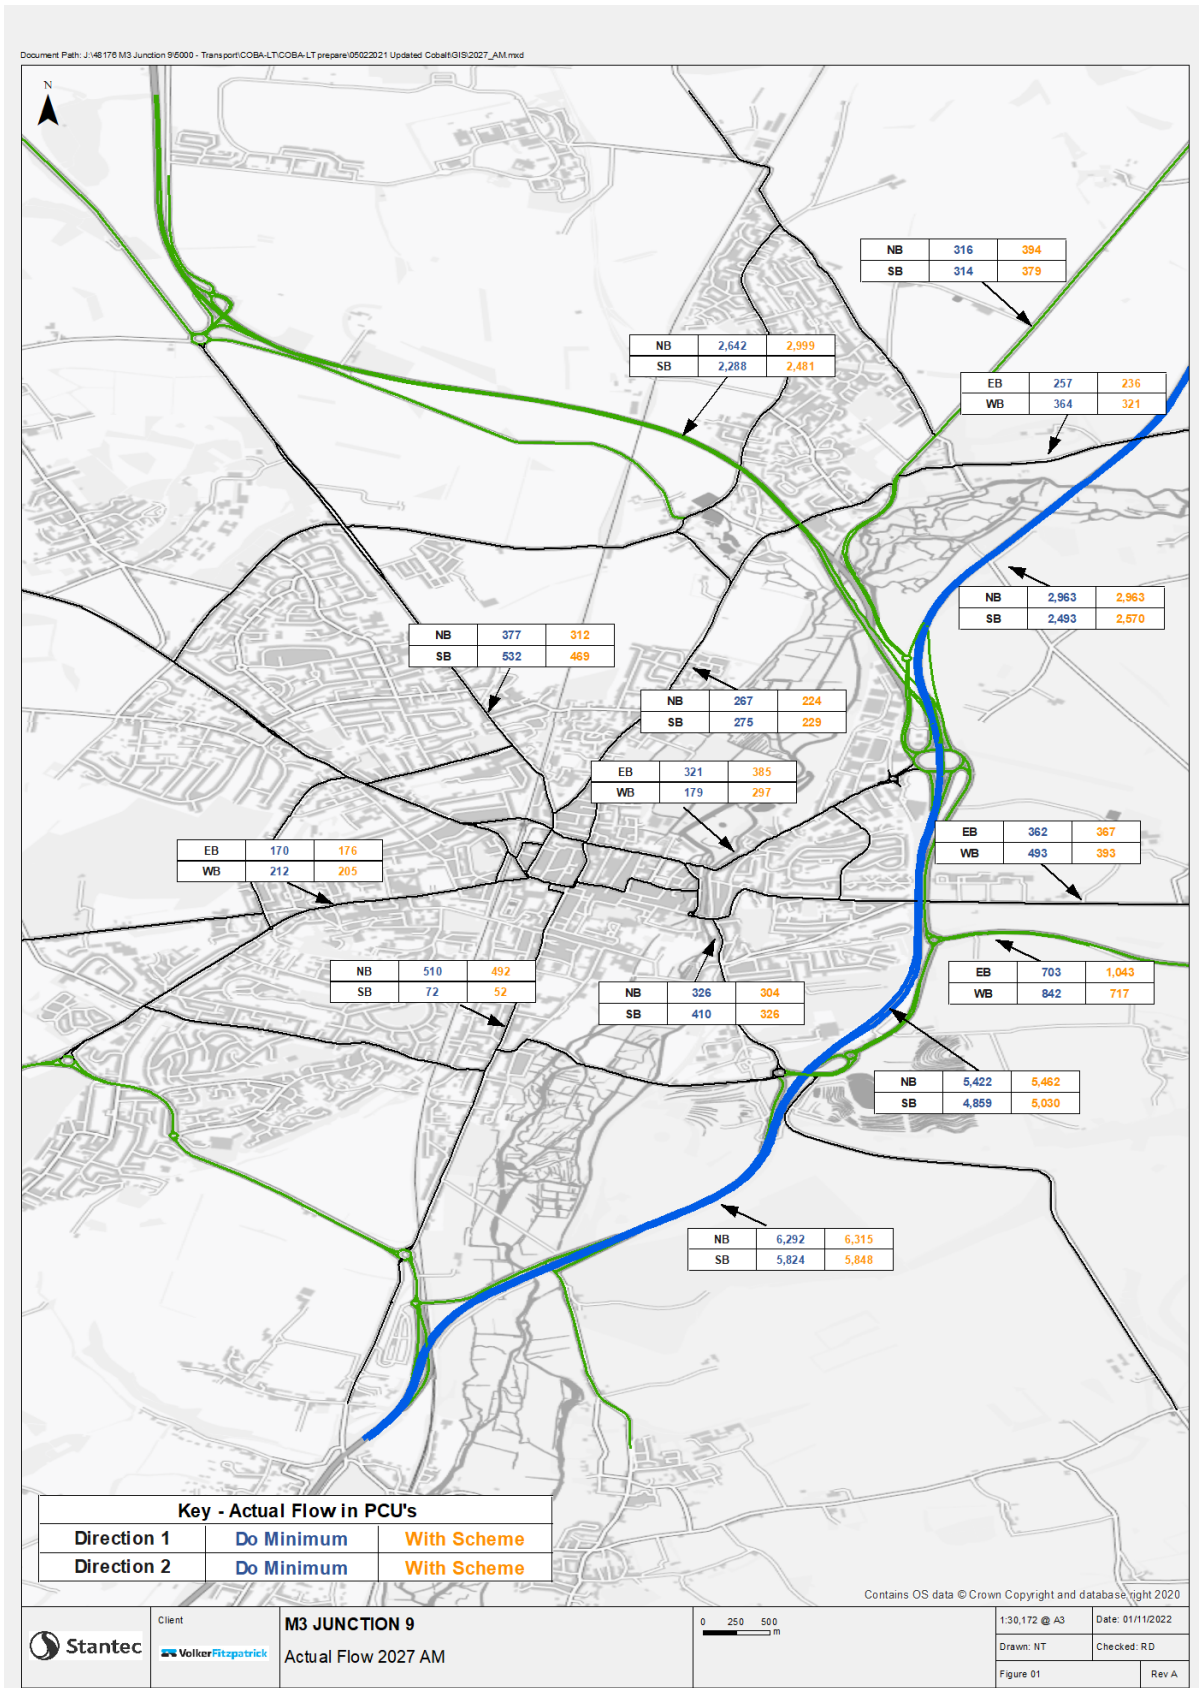 Document Path: J:\48176 M3 Junction 9\5000 - Transport\COBA-LT\COBA-LT prepare\05022021 Updated Cobalt\GIS\2027_AM.mxd
N
NB 316 394
SB 314 379
NB 2,642 2,999
SB 2,288 2,481
EB 257 236
WB 364 321
NB 2,963 2,963
SB 2,493 2,570
NB 377 312
SB 532 469
NB 267 224
SB 275 229
EB 321 385
WB 179 297
EB 362 367
WB 493 393
EB 170 176
WB 212 205
NB 510 492
SB 72 52
NB 326 304
SB 410 326
EB 703 1,043
WB 842 717
NB 5,422 5,462
SB 4,859 5,030
NB 6,292 6,315
SB 5,824 5,848
Key - Actual Flow in PCU's
Direction 1 Do Minimum With Scheme
Direction 2 Do Minimum With Scheme
Contains OS data © Crown Copyright and database right 2020
Stantec
Client
VolkerFitzpatrick
M3 JUNCTION 9
Actual Flow 2027 AM
0 250 500
m
1:30,172 @ A3 Date: 01/11/2022
Drawn: NT Checked: RD
Figure 01 Rev A